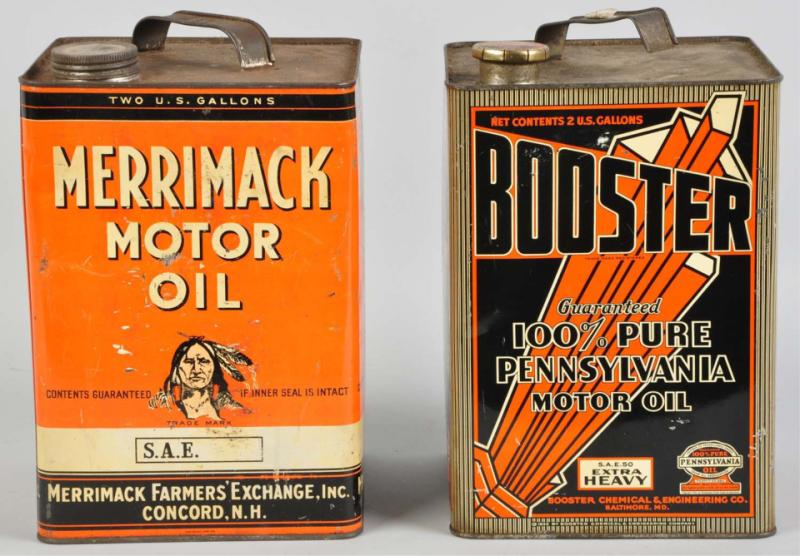 TWO U.S. GALLONS
MERRIMACK
MOTOR
OIL
CONTENTS GUARANTEED IF INNER SEAL IS INTACT
TRADE MARK
S.A.E.
MERRIMACK FARMERS' EXCHANGE, INC.
CONCORD, N.H.
NET CONTENTS 2 U.S. GALLONS
BOOSTER
Guaranteed
100% PURE
PENNSYLVANIA
MOTOR OIL
S.A.E. 50
EXTRA
HEAVY
100% PURE
PENNSYLVANIA
OIL
BOOSTER CHEMICAL & ENGINEERING CO.
BALTIMORE, MD.